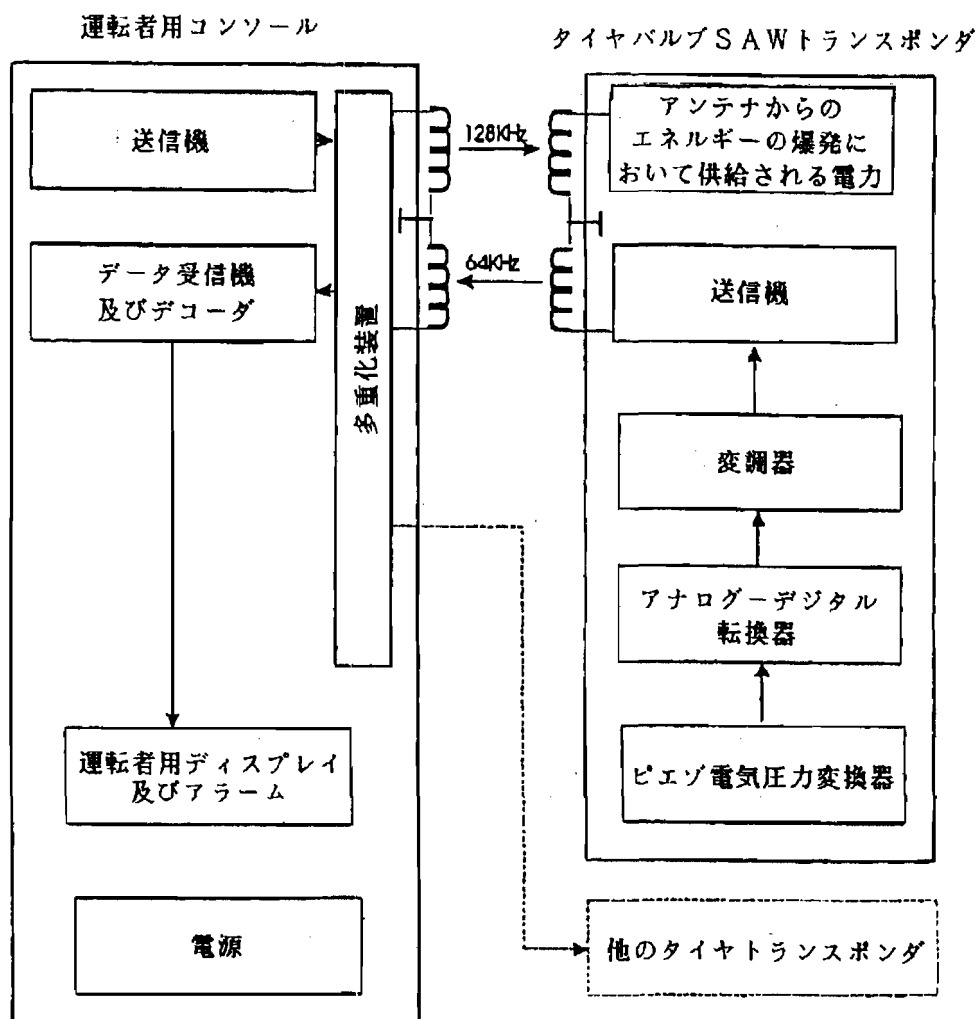 運転者用コンソール
タイヤバルブSAWトランスポンダ
送信機
データ受信機
及びデコーダ
多重化装置
運転者用ディスプレイ
及びアラーム
電源
128KHz
64KHz
アンテナからの
エネルギーの爆発に
おいて供給される電力
送信機
変調器
アナログーデジタル
転換器
ピエゾ電気圧力変換器
他のタイヤトランスポンダ